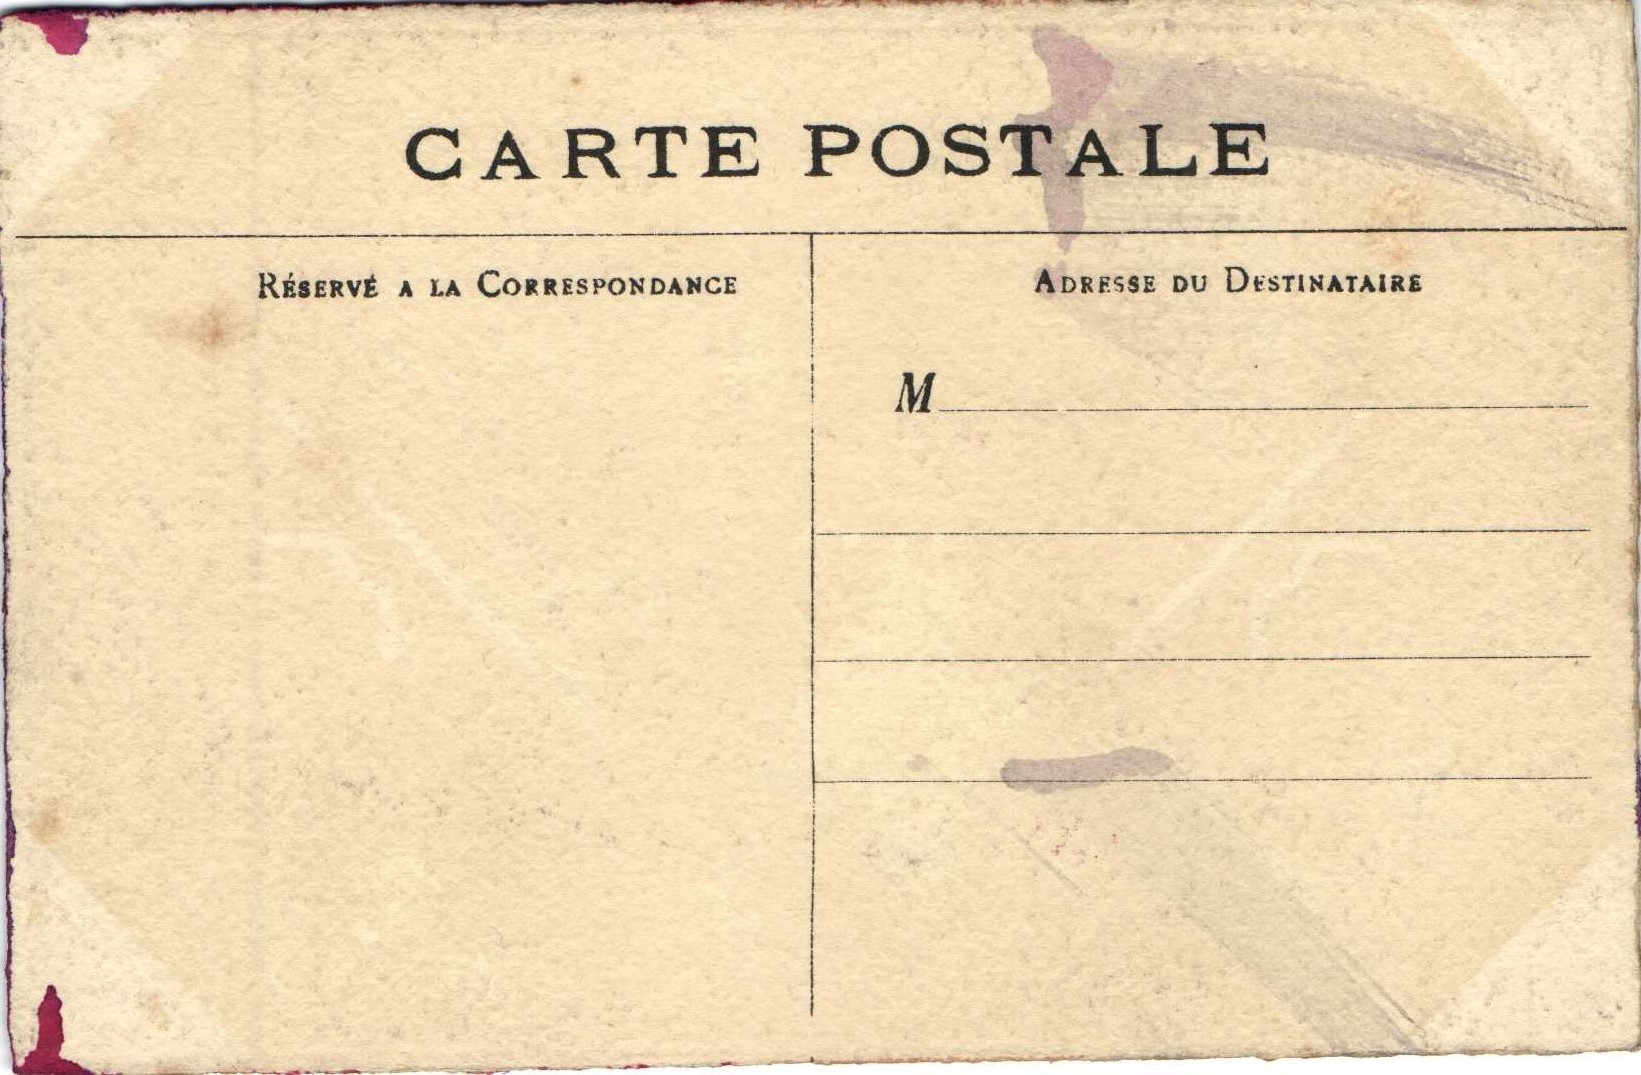 CARTE POSTALE
RÉSERVÉ A LA CORRESPONDANCE
ADRESSE DU DESTINATAIRE
M